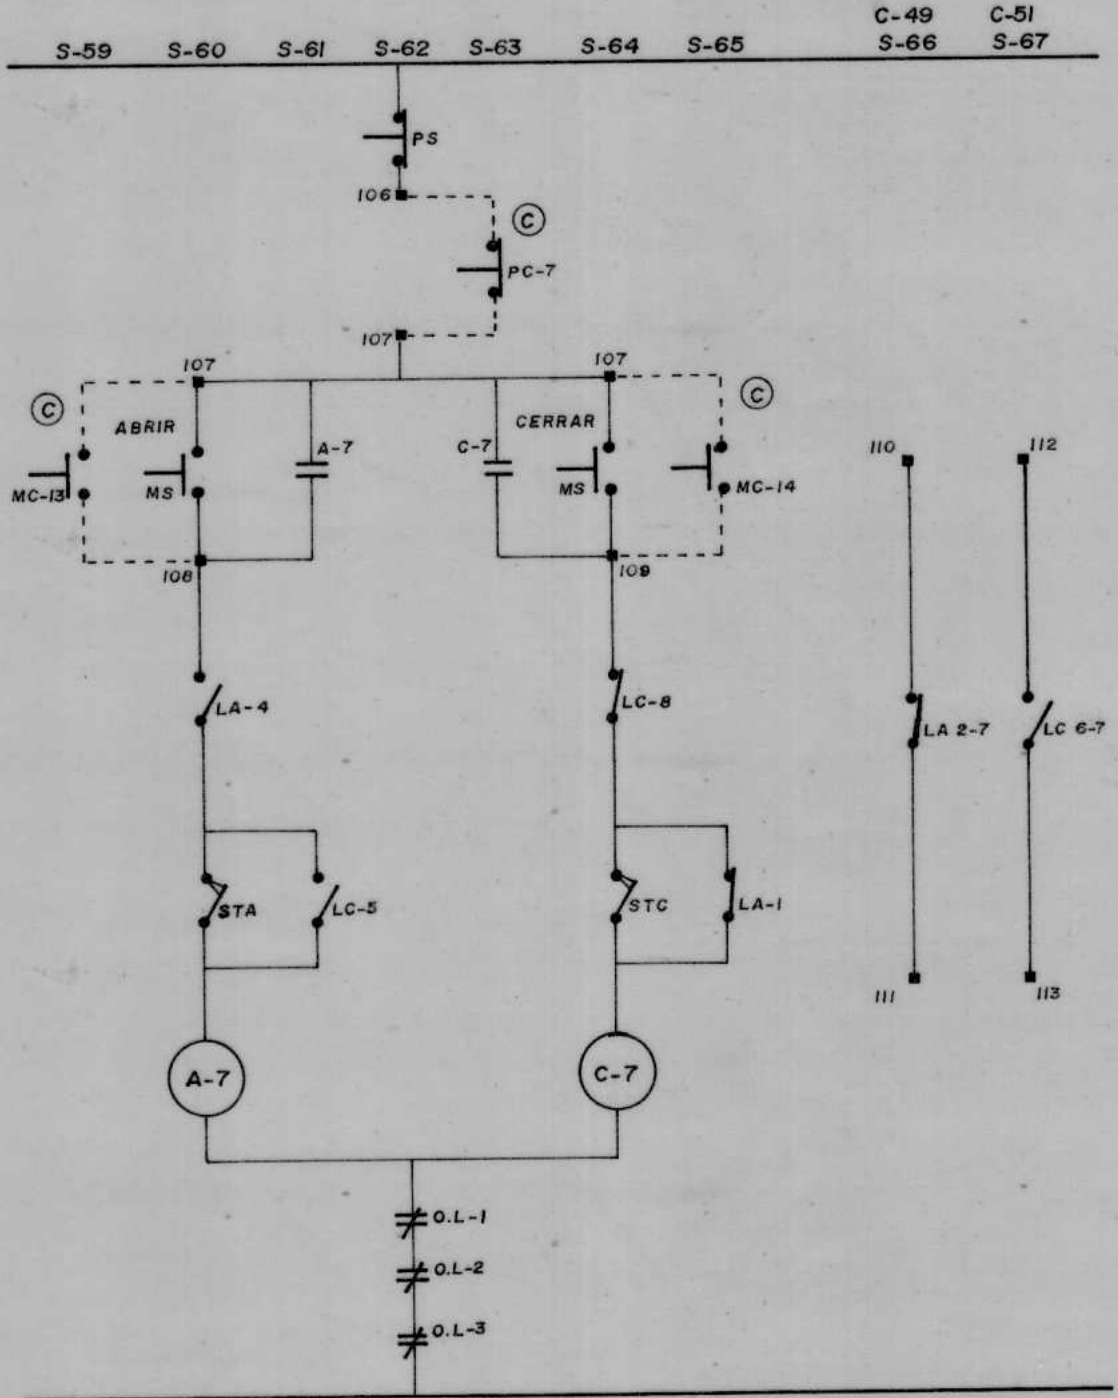 C-49 C-51
S-59 S-60 S-61 S-62 S-63 S-64 S-65 S-66 S-67
PS
106
C
PC-7
107
107
107
C
C
ABRIR
CERRAR
A-7
C-7
MC-13
MS
MS
MC-14
110
112
108
109
LA-4
LC-8
LA 2-7
LC 6-7
STA
LC-5
STC
LA-1
111
113
A-7
C-7
O.L-1
O.L-2
O.L-3